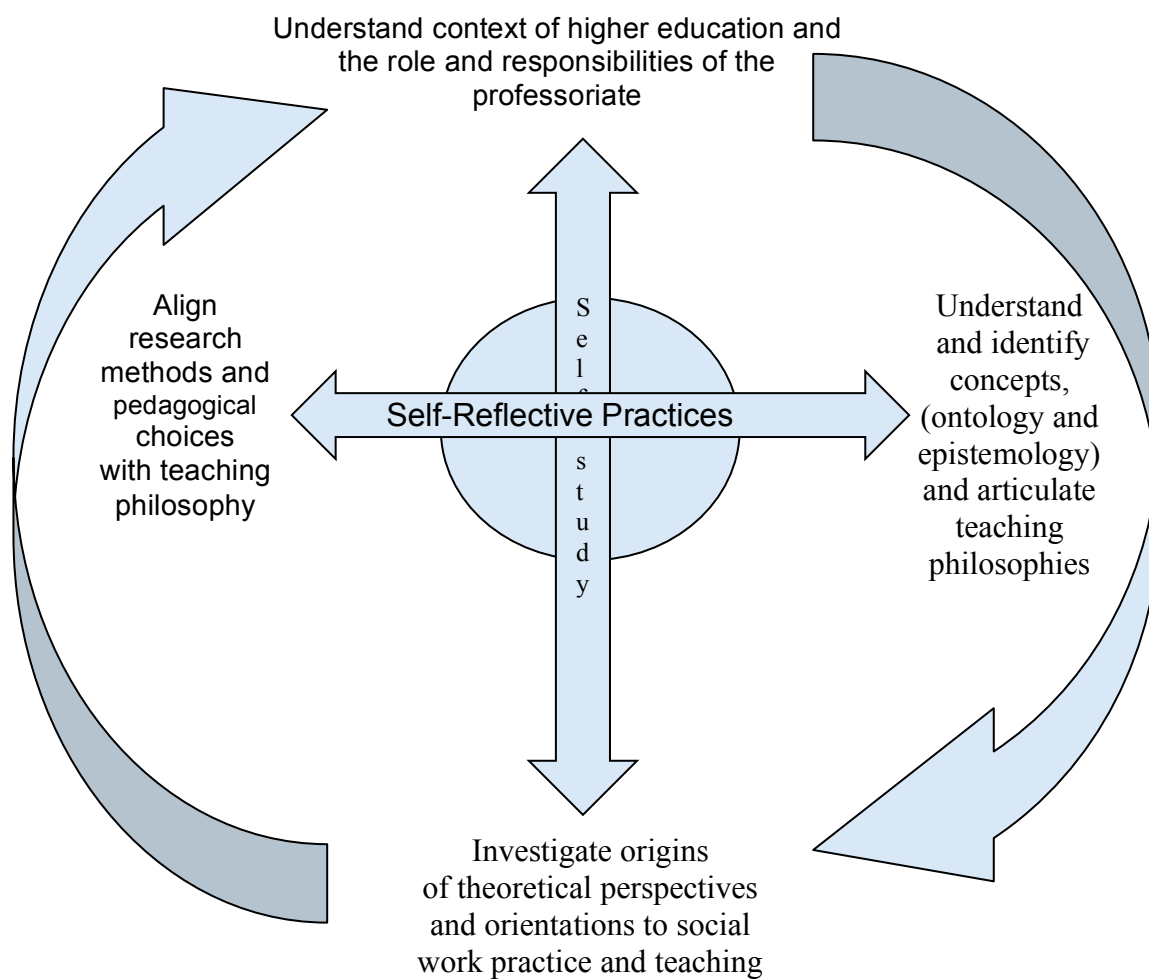 Understand context of higher education and
the role and responsibilities of the
professoriate
Align
research
methods and
pedagogical
choices
with teaching
philosophy
Self-Reflective Practices
S
e
l
f
s
t
u
d
y
Understand
and identify
concepts,
(ontology and
epistemology)
and articulate
teaching
philosophies
Investigate origins
of theoretical perspectives
and orientations to social
work practice and teaching